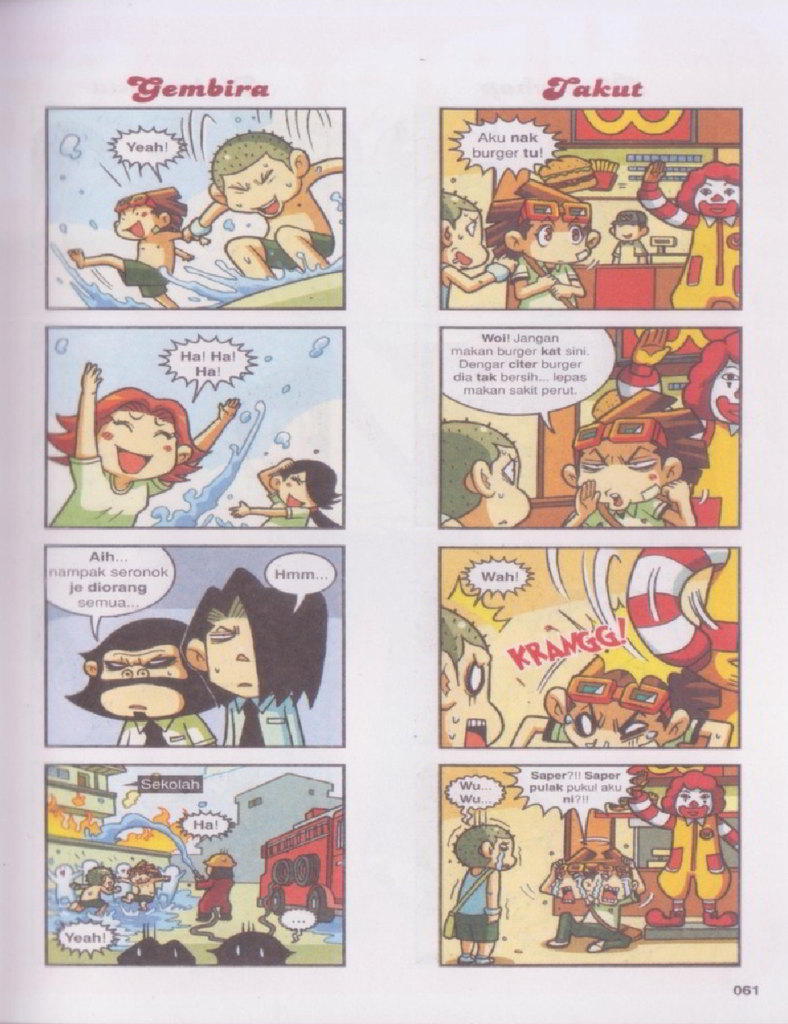 Gembira
Yeah!
Ha! Ha!
Ha!
Aih...
nampak seronok
je diorang
semua...
Hmm...
Sekolah
Ha!
Yeah!
...
Takut
Aku nak
burger tu!
Woi! Jangan
makan burger kat sini.
Dengar citer burger
dia tak bersih... lepas
makan sakit perut.
Wah!
KRANGG!
Wu...
Wu...
Saper?!! Saper
pulak pukul aku
ni?!!
061